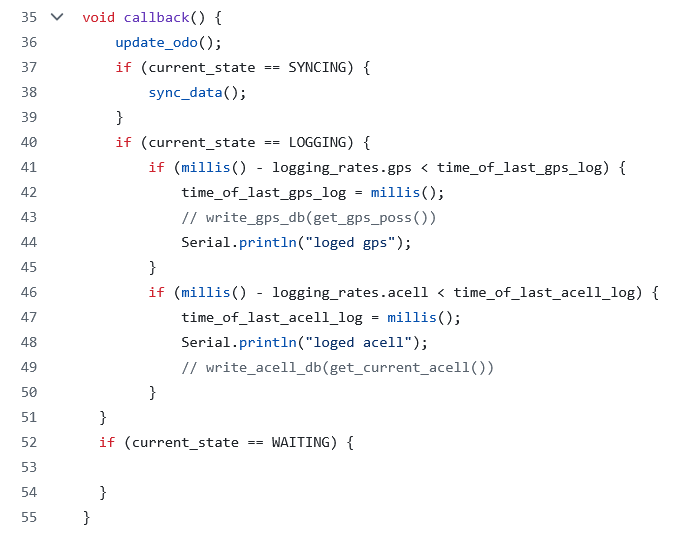 35 void callback() {
36 update_odo();
37 if (current_state == SYNCING) {
38 sync_data();
39 }
40 if (current_state == LOGGING) {
41 if (millis() - logging_rates.gps < time_of_last_gps_log) {
42 time_of_last_gps_log = millis();
43 // write_gps_db(get_gps_poss())
44 Serial.println("loged gps");
45 }
46 if (millis() - logging_rates.acell < time_of_last_acell_log) {
47 time_of_last_acell_log = millis();
48 Serial.println("loged acell");
49 // write_acell_db(get_current_acell())
50 }
51 }
52 if (current_state == WAITING) {
53
54 }
55 }